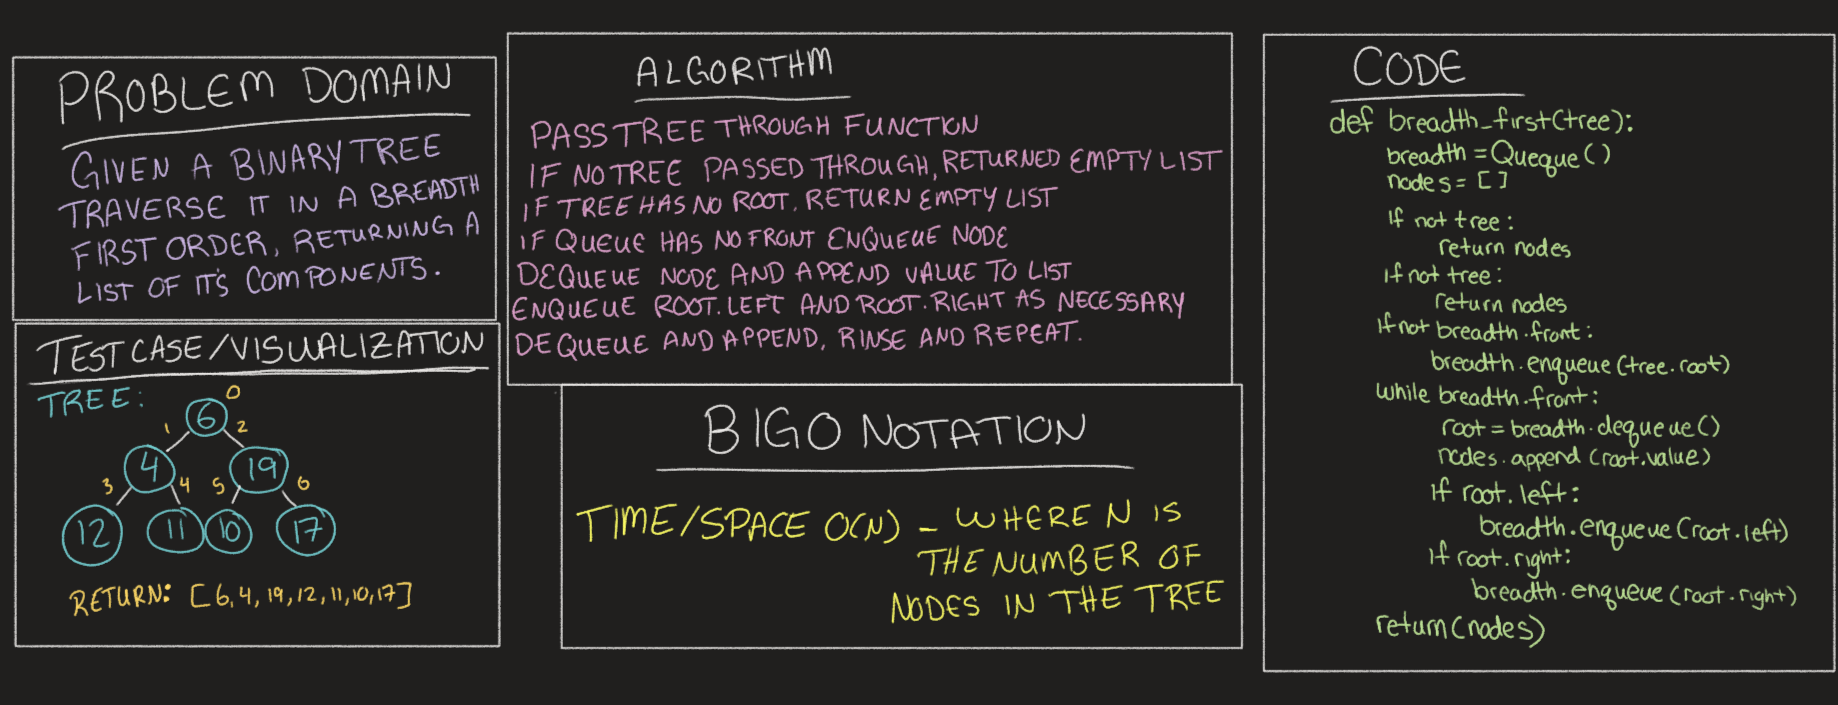 PROBLEM DOMAIN
GIVEN A BINARY TREE
TRAVERSE IT IN A BREADTH
FIRST ORDER, RETURNING A
LIST OF IT'S COMPONENTS.
TEST CASE/VISUALIZATION
TREE:
0
6
1 2
4 19
3 4 5 6
12 11 10 17
RETURN: [6,4,19,12,11,10,17]
ALGORITHM
PASS TREE THROUGH FUNCTION
IF NO TREE PASSED THROUGH, RETURNED EMPTY LIST
IF TREE HAS NO ROOT. RETURN EMPTY LIST
IF QUEUE HAS NO FRONT ENQUEUE NODE
DEQUEUE NODE AND APPEND VALUE TO LIST
ENQUEUE ROOT.LEFT AND ROOT.RIGHT AS NECESSARY
DEQUEUE AND APPEND, RINSE AND REPEAT.
BIGO NOTATION
TIME/SPACE O(N) - WHERE N IS
THE NUMBER OF
NODES IN THE TREE
CODE
def breadth_first(tree):
breadth = Queque()
nodes = []
If not tree:
return nodes
If not tree:
return nodes
If not breadth.front:
breadth.enqueue(tree.root)
while breadth.front:
root = breadth.dequeue()
nodes.append(root.value)
If root.left:
breadth.enqueue(root.left)
If root.right:
breadth.enqueue(root.right)
return(nodes)